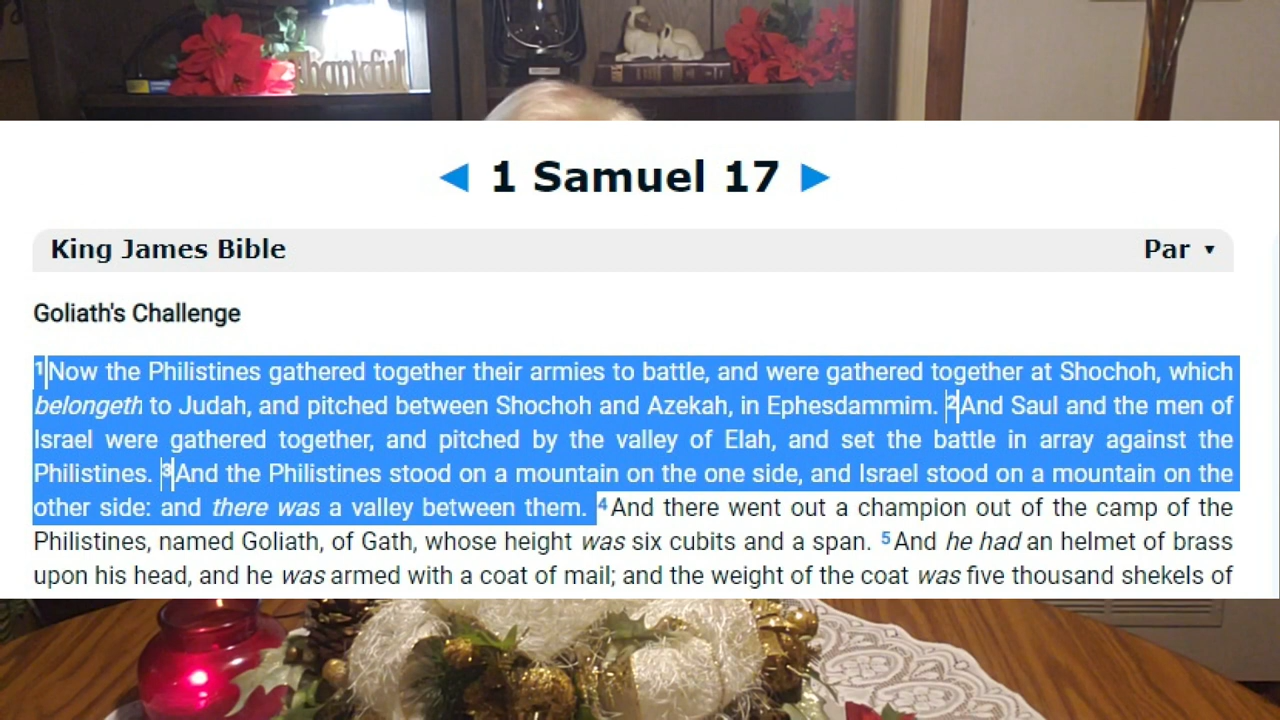 Thankful
◀ 1 Samuel 17 ▶
King James Bible Par ▼
Goliath's Challenge
1Now the Philistines gathered together their armies to battle, and were gathered together at Shochoh, which
belongeth to Judah, and pitched between Shochoh and Azekah, in Ephesdammim. 2And Saul and the men of
Israel were gathered together, and pitched by the valley of Elah, and set the battle in array against the
Philistines. 3And the Philistines stood on a mountain on the one side, and Israel stood on a mountain on the
other side: and there was a valley between them. 4And there went out a champion out of the camp of the
Philistines, named Goliath, of Gath, whose height was six cubits and a span. 5And he had an helmet of brass
upon his head, and he was armed with a coat of mail; and the weight of the coat was five thousand shekels of